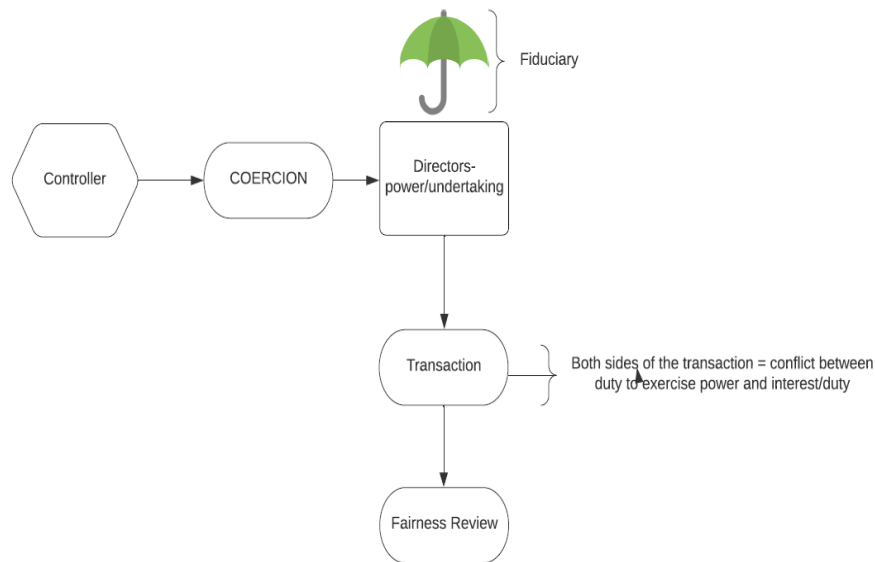 Fiduciary
Controller
COERCION
Directors-
power/undertaking
Transaction
Both sides of the transaction = conflict between
duty to exercise power and interest/duty
Fairness Review